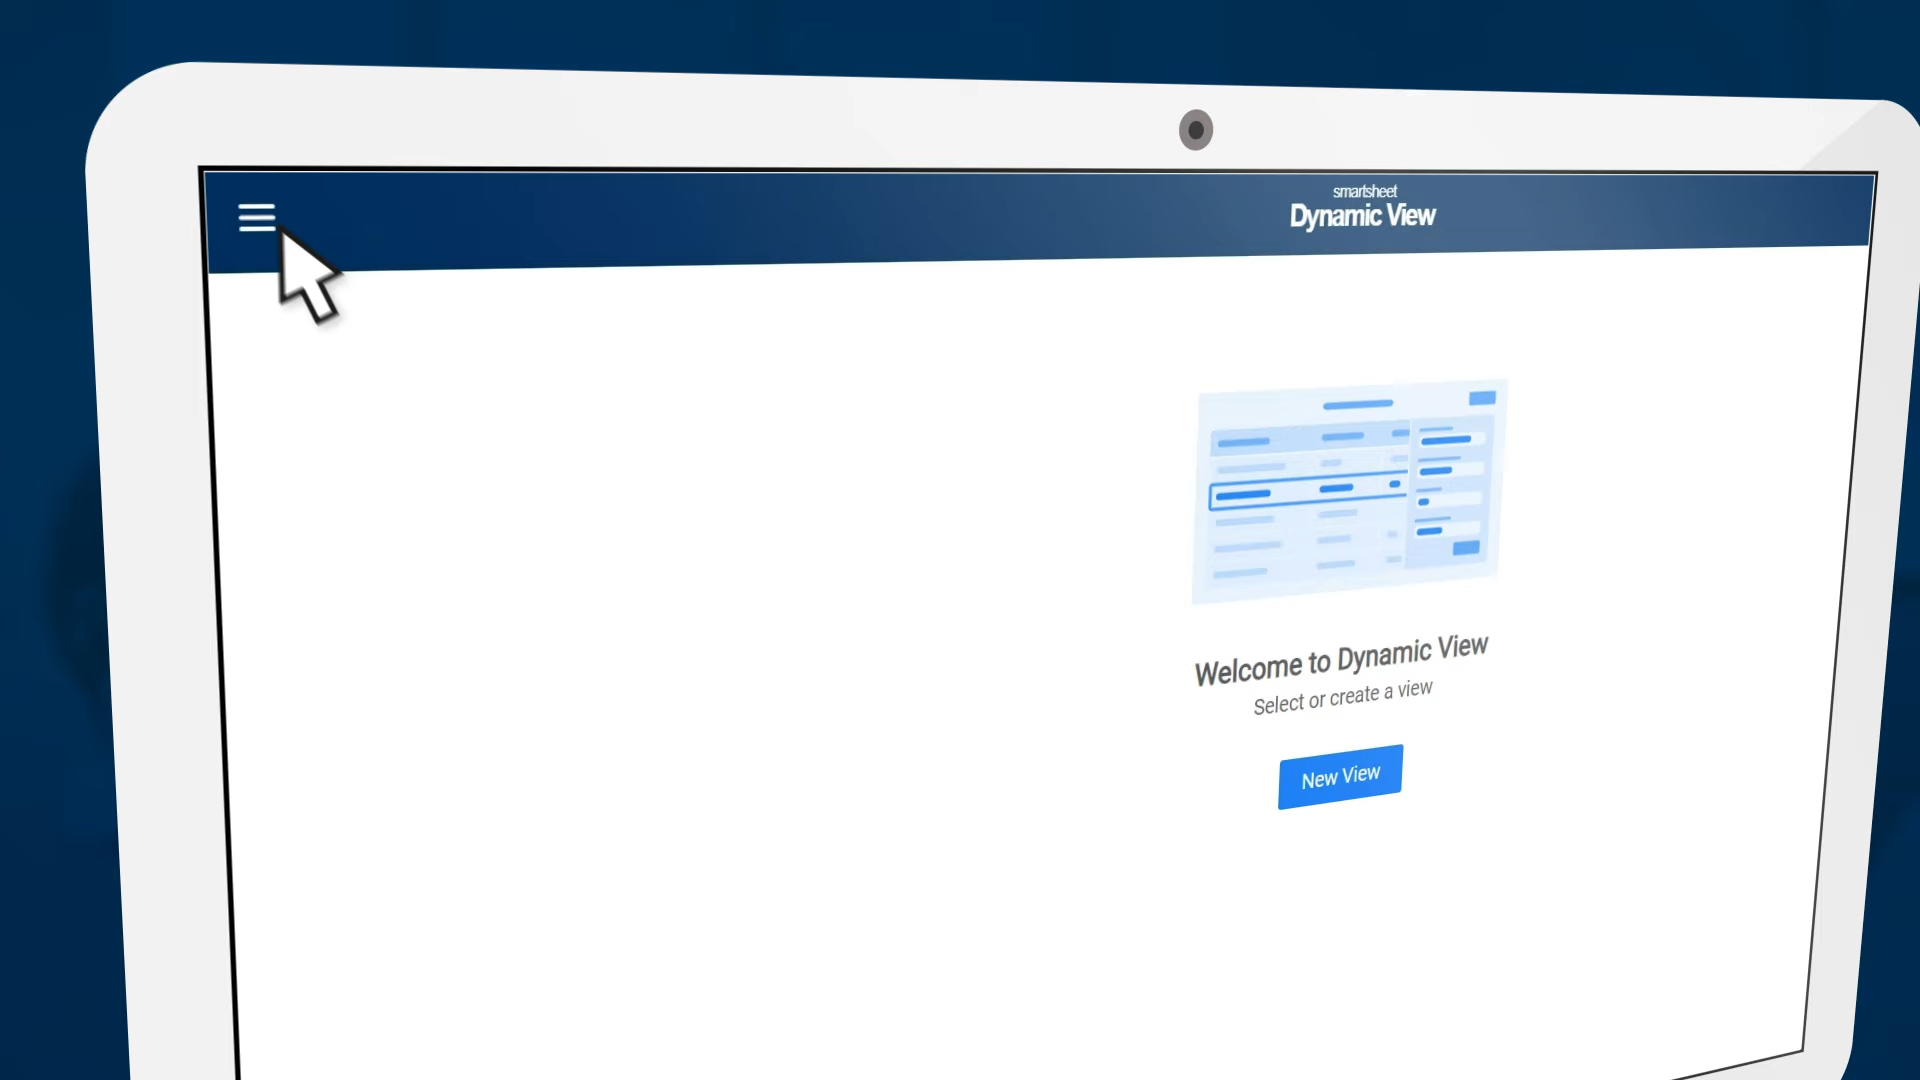 smartsheet
Dynamic View
Welcome to Dynamic View
Select or create a view
New View